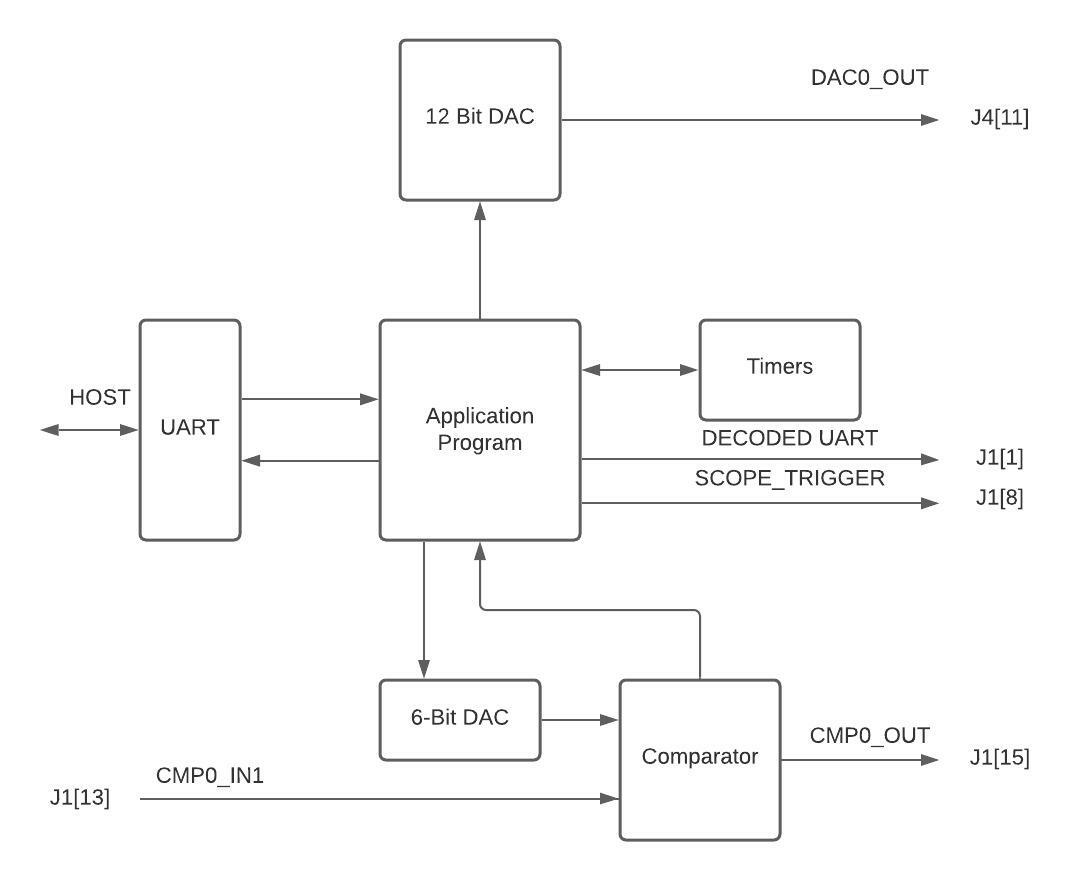 DAC0_OUT
12 Bit DAC
J4[11]
Timers
HOST
UART
Application
Program
DECODED UART
J1[1]
SCOPE_TRIGGER
J1[8]
6-Bit DAC
CMP0_OUT
Comparator
J1[15]
CMP0_IN1
J1[13]